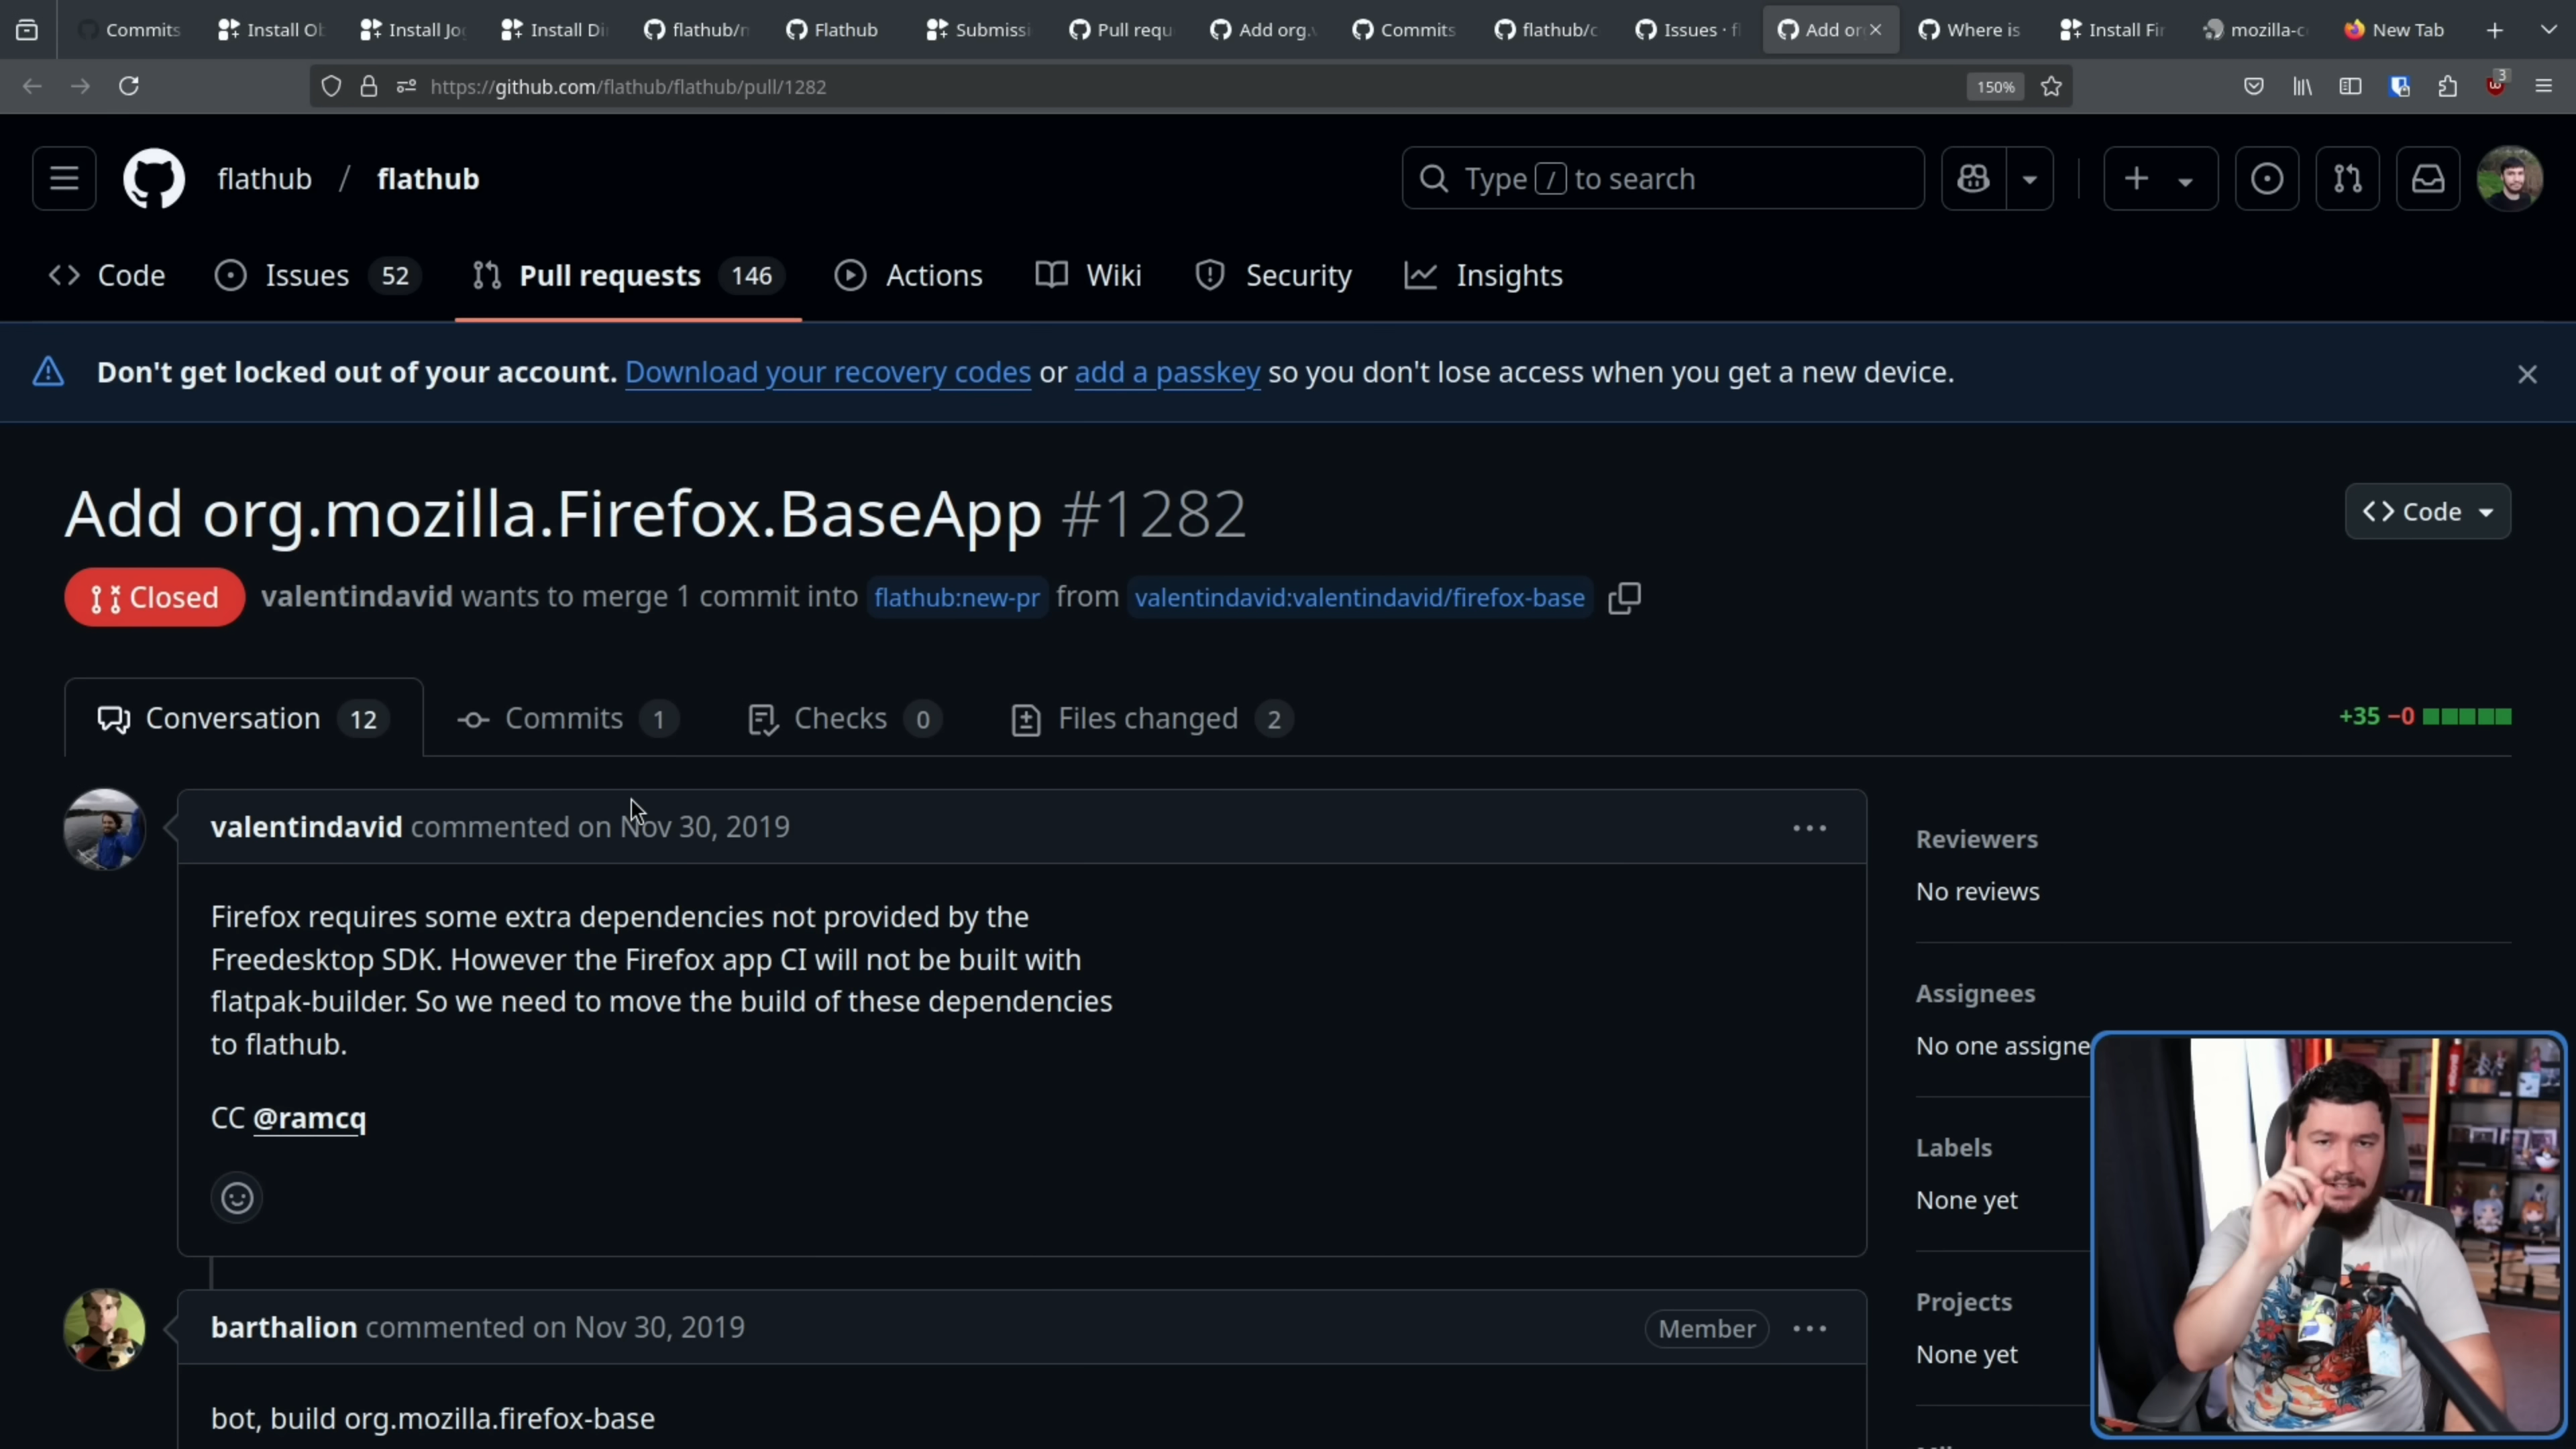 Commits
Install Ob
Install Jog
Install Di
flathub/n
Flathub
Submissi
Pull requ
Add org.
Commits
flathub/c
Issues · fl
Add or
Where is
Install Fir
mozilla-c
New Tab
https://github.com/flathub/flathub/pull/1282
150%
3
flathub / flathub
Type / to search
Code
Issues 52
Pull requests 146
Actions
Wiki
Security
Insights
Don't get locked out of your account. Download your recovery codes or add a passkey so you don't lose access when you get a new device.
Add org.mozilla.Firefox.BaseApp #1282
Code
Closed
valentindavid wants to merge 1 commit into flathub:new-pr from valentindavid:valentindavid/firefox-base
Conversation 12
Commits 1
Checks 0
Files changed 2
+35 −0
valentindavid commented on Nov 30, 2019
Firefox requires some extra dependencies not provided by the
Freedesktop SDK. However the Firefox app CI will not be built with
flatpak-builder. So we need to move the build of these dependencies
to flathub.
CC @ramcq
barthalion commented on Nov 30, 2019
Member
bot, build org.mozilla.firefox-base
Reviewers
No reviews
Assignees
No one assigne
Labels
None yet
Projects
None yet